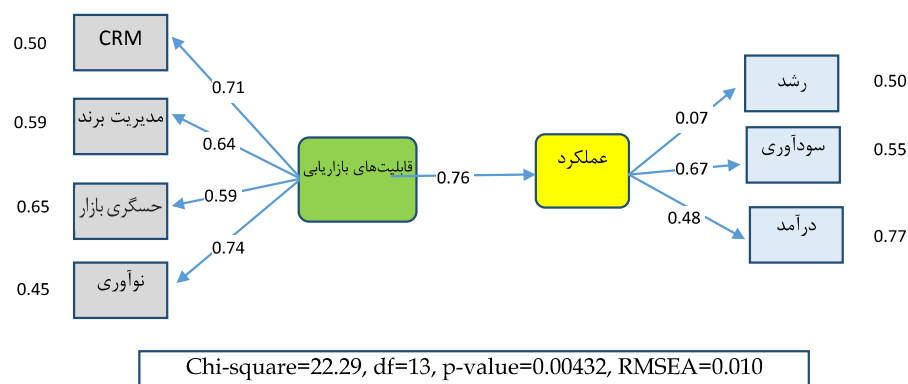 0.50
CRM
0.71
0.59
مدیریت برند
0.64
0.65
حسگری بازار
0.59
0.45
نوآوری
0.74
قابلیت‌های بازاریابی
0.76
عملکرد
0.07
رشد
0.50
0.67
سودآوری
0.55
0.48
درآمد
0.77
Chi-square=22.29, df=13, p-value=0.00432, RMSEA=0.010